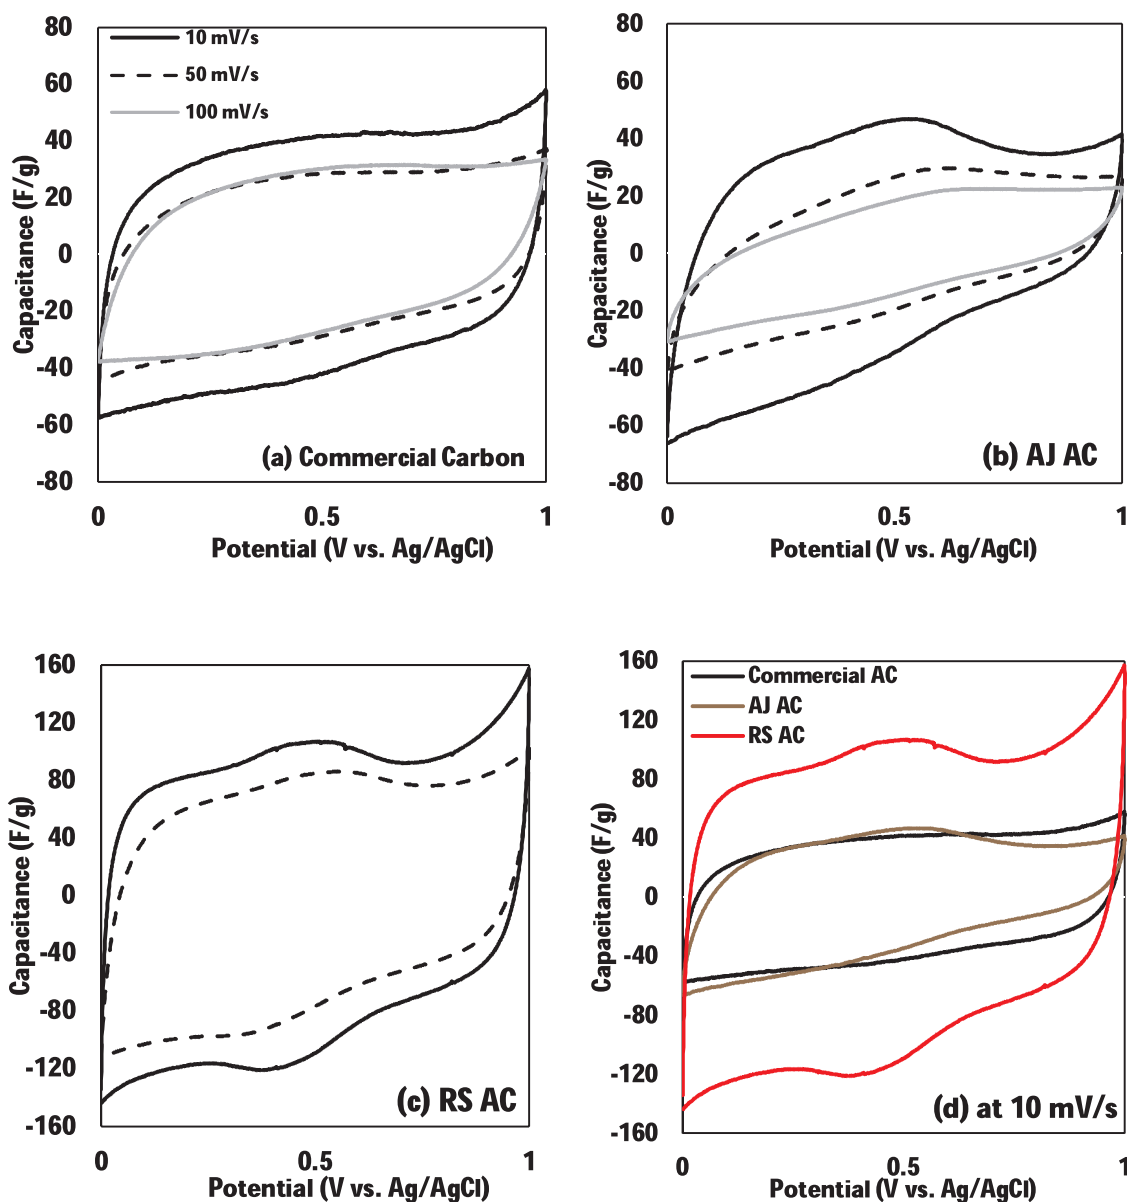 80
60
40
20
0
-20
-40
-60
-80
Capacitance (F/g)
10 mV/s
50 mV/s
100 mV/s
(a) Commercial Carbon
0
0.5
1
Potential (V vs. Ag/AgCl)
80
60
40
20
0
-20
-40
-60
-80
Capacitance (F/g)
(b) AJ AC
0
0.5
1
Potential (V vs. Ag/AgCl)
160
120
80
40
0
-40
-80
-120
-160
Capacitance (F/g)
(c) RS AC
0
0.5
1
Potential (V vs. Ag/AgCl)
160
120
80
40
0
-40
-80
-120
-160
Capacitance (F/g)
Commercial AC
AJ AC
RS AC
(d) at 10 mV/s
0
0.5
1
Potential (V vs. Ag/AgCl)